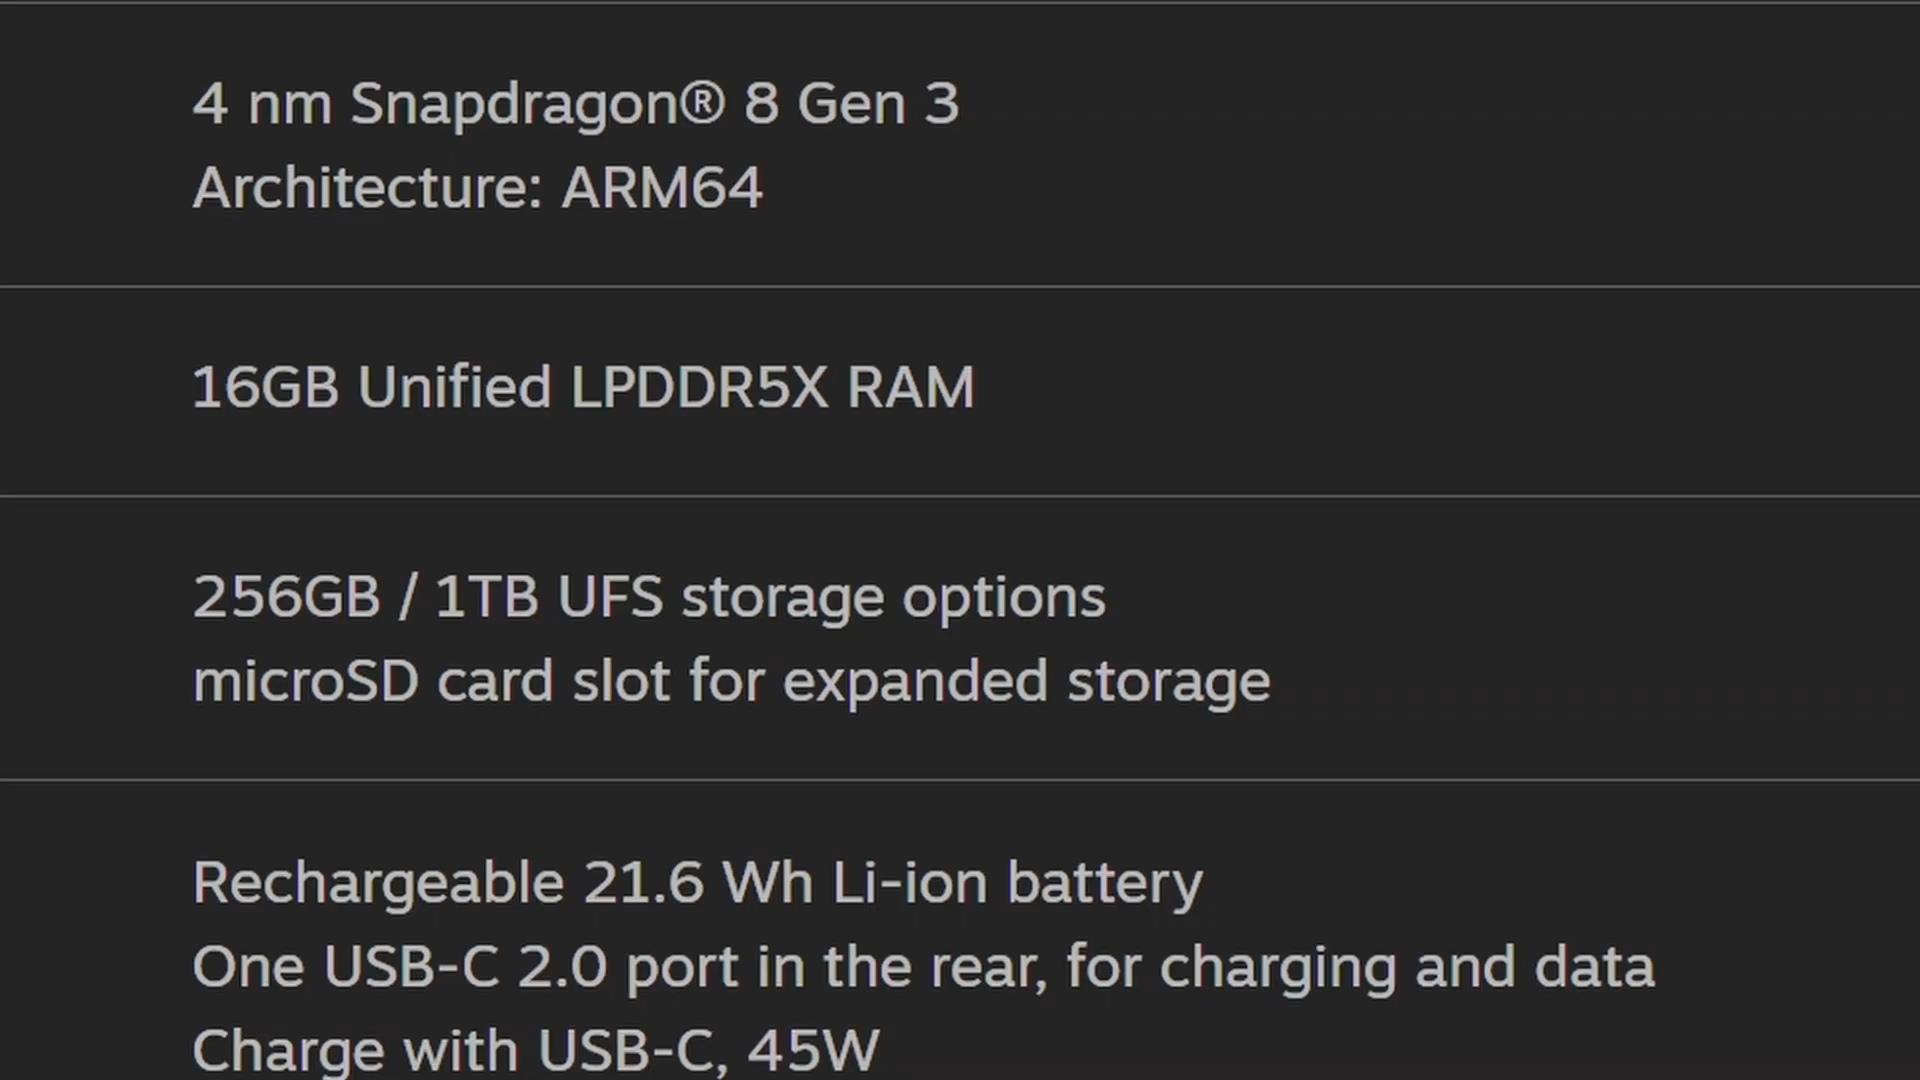 4 nm Snapdragon® 8 Gen 3
Architecture: ARM64
16GB Unified LPDDR5X RAM
256GB / 1TB UFS storage options
microSD card slot for expanded storage
Rechargeable 21.6 Wh Li-ion battery
One USB-C 2.0 port in the rear, for charging and data
Charge with USB-C, 45W